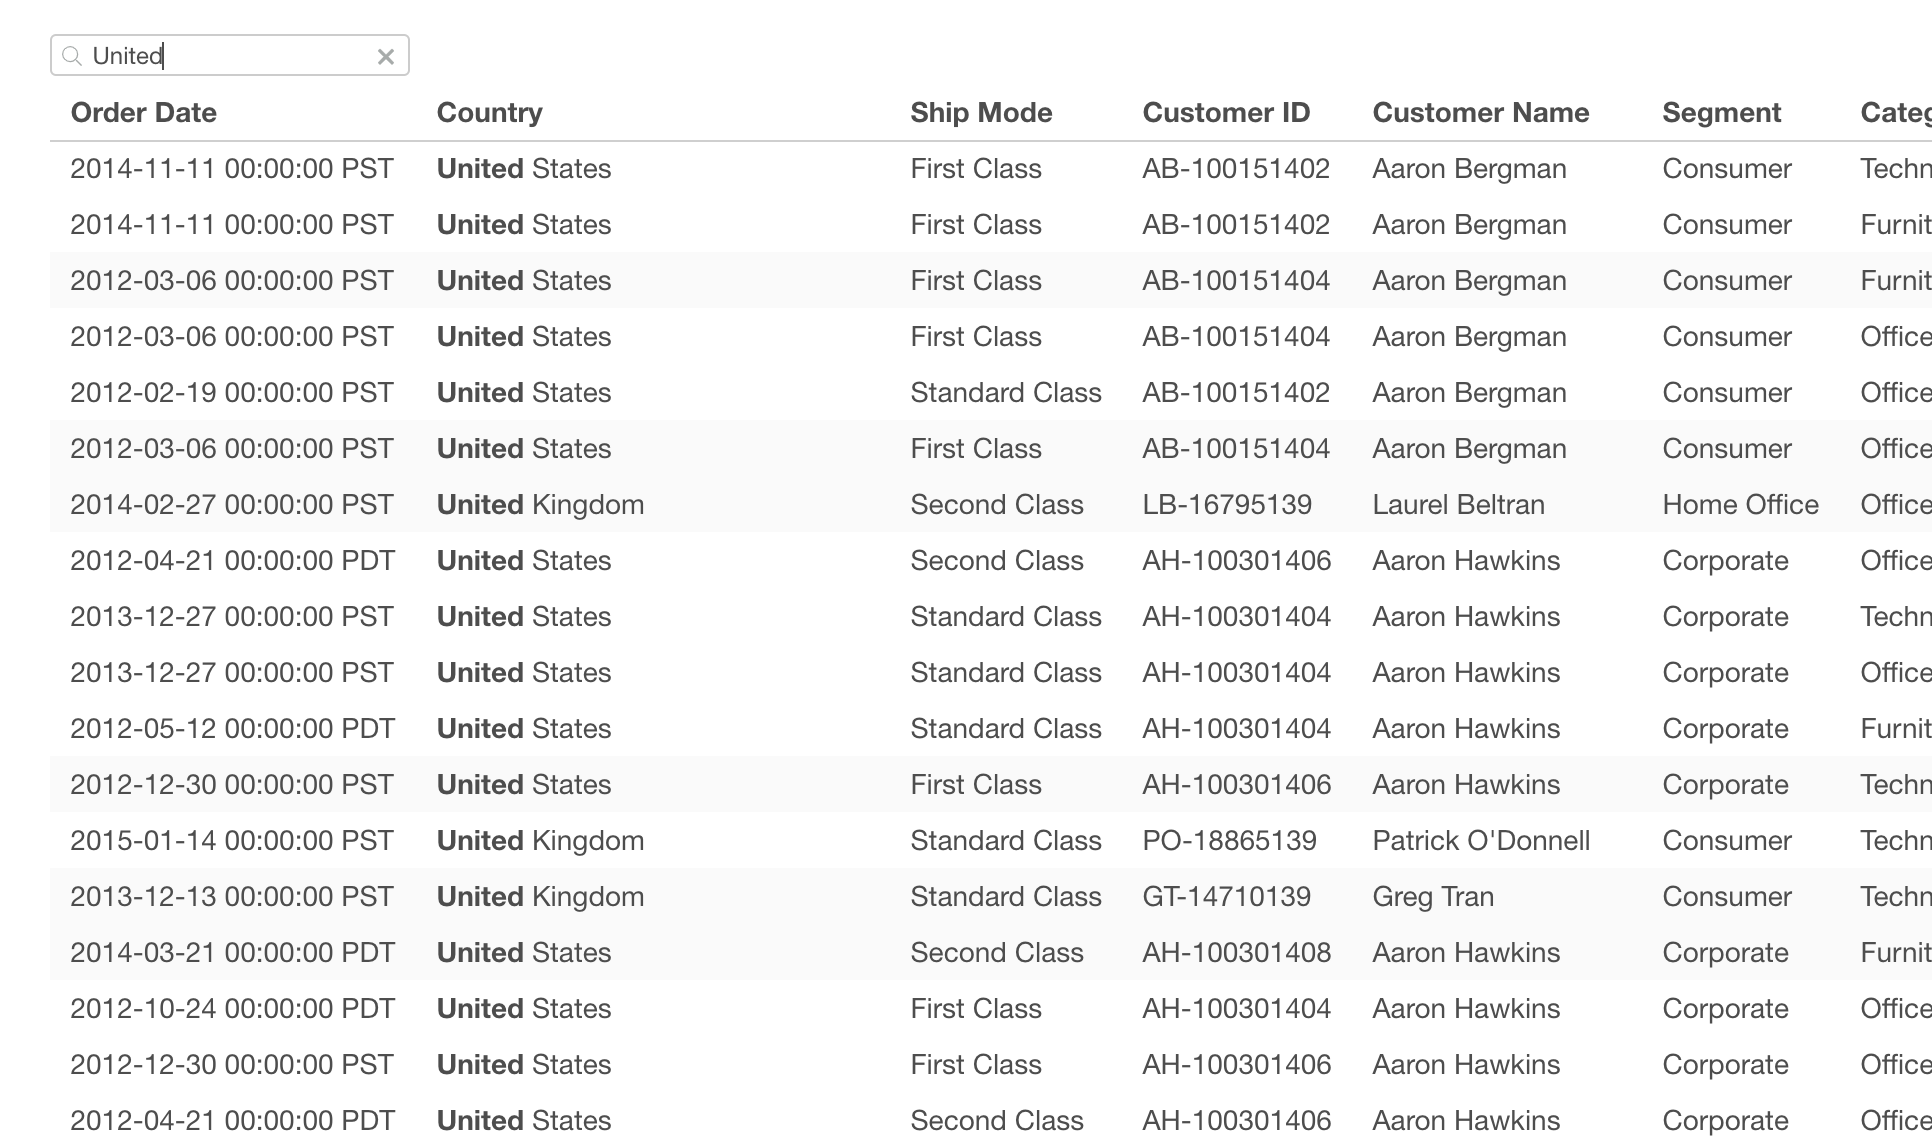 United
Order Date Country Ship Mode Customer ID Customer Name Segment Categ
2014-11-11 00:00:00 PST United States First Class AB-100151402 Aaron Bergman Consumer Techn
2014-11-11 00:00:00 PST United States First Class AB-100151402 Aaron Bergman Consumer Furnit
2012-03-06 00:00:00 PST United States First Class AB-100151404 Aaron Bergman Consumer Furnit
2012-03-06 00:00:00 PST United States First Class AB-100151404 Aaron Bergman Consumer Office
2012-02-19 00:00:00 PST United States Standard Class AB-100151402 Aaron Bergman Consumer Office
2012-03-06 00:00:00 PST United States First Class AB-100151404 Aaron Bergman Consumer Office
2014-02-27 00:00:00 PST United Kingdom Second Class LB-16795139 Laurel Beltran Home Office Office
2012-04-21 00:00:00 PDT United States Second Class AH-100301406 Aaron Hawkins Corporate Office
2013-12-27 00:00:00 PST United States Standard Class AH-100301404 Aaron Hawkins Corporate Techn
2013-12-27 00:00:00 PST United States Standard Class AH-100301404 Aaron Hawkins Corporate Office
2012-05-12 00:00:00 PDT United States Standard Class AH-100301404 Aaron Hawkins Corporate Furnit
2012-12-30 00:00:00 PST United States First Class AH-100301406 Aaron Hawkins Corporate Techn
2015-01-14 00:00:00 PST United Kingdom Standard Class PO-18865139 Patrick O'Donnell Consumer Techn
2013-12-13 00:00:00 PST United Kingdom Standard Class GT-14710139 Greg Tran Consumer Techn
2014-03-21 00:00:00 PDT United States Second Class AH-100301408 Aaron Hawkins Corporate Furnit
2012-10-24 00:00:00 PDT United States First Class AH-100301404 Aaron Hawkins Corporate Office
2012-12-30 00:00:00 PST United States First Class AH-100301406 Aaron Hawkins Corporate Office
2012-04-21 00:00:00 PDT United States Second Class AH-100301406 Aaron Hawkins Corporate Office